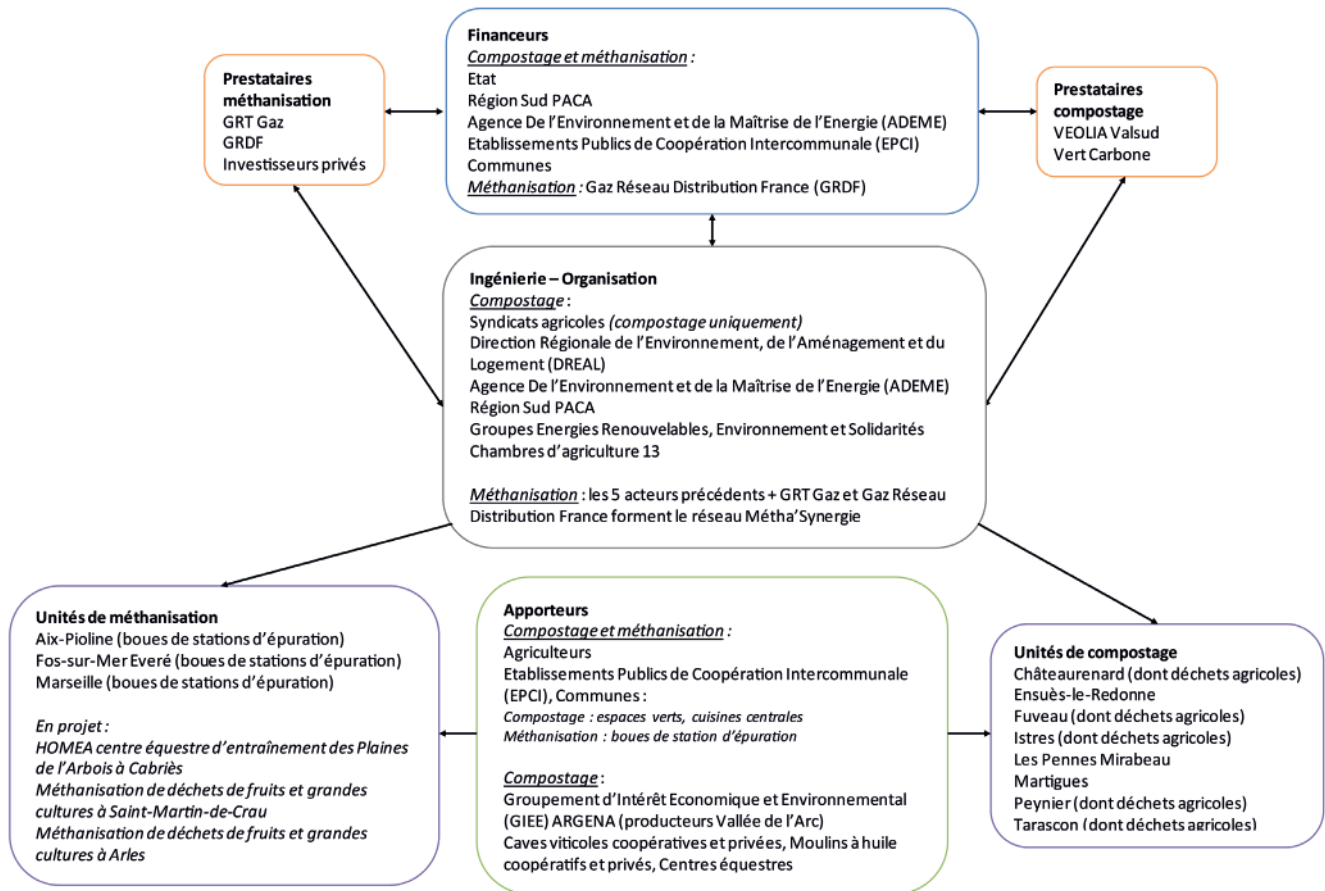 Financeurs
Compostage et méthanisation :
Etat
Région Sud PACA
Agence De l'Environnement et de la Maîtrise de l'Energie (ADEME)
Etablissements Publics de Coopération Intercommunale (EPCI)
Communes
Méthanisation : Gaz Réseau Distribution France (GRDF)
Prestataires
méthanisation
GRT Gaz
GRDF
Investisseurs privés
Prestataires
compostage
VEOLIA Valsud
Vert Carbone
Ingénierie – Organisation
Compostage :
Syndicats agricoles (compostage uniquement)
Direction Régionale de l'Environnement, de l'Aménagement et du
Logement (DREAL)
Agence De l'Environnement et de la Maîtrise de l'Energie (ADEME)
Région Sud PACA
Groupes Energies Renouvelables, Environnement et Solidarités
Chambres d'agriculture 13
Méthanisation : les 5 acteurs précédents + GRT Gaz et Gaz Réseau
Distribution France forment le réseau Métha'Synergie
Unités de méthanisation
Aix-Pioline (boues de stations d'épuration)
Fos-sur-Mer Everé (boues de stations d'épuration)
Marseille (boues de stations d'épuration)
En projet :
HOMEA centre équestre d'entraînement des Plaines
de l'Arbois à Cabriès
Méthanisation de déchets de fruits et grandes
cultures à Saint-Martin-de-Crau
Méthanisation de déchets de fruits et grandes
cultures à Arles
Apporteurs
Compostage et méthanisation :
Agriculteurs
Etablissements Publics de Coopération Intercommunale
(EPCI), Communes :
Compostage : espaces verts, cuisines centrales
Méthanisation : boues de station d'épuration
Compostage :
Groupement d'Intérêt Economique et Environnemental
(GIEE) ARGENA (producteurs Vallée de l'Arc)
Caves viticoles coopératives et privées, Moulins à huile
coopératifs et privés, Centres équestres
Unités de compostage
Châteaurenard (dont déchets agricoles)
Ensuès-le-Redonne
Fuveau (dont déchets agricoles)
Istres (dont déchets agricoles)
Les Pennes Mirabeau
Martigues
Peynier (dont déchets agricoles)
Tarascon (dont déchets agricoles)